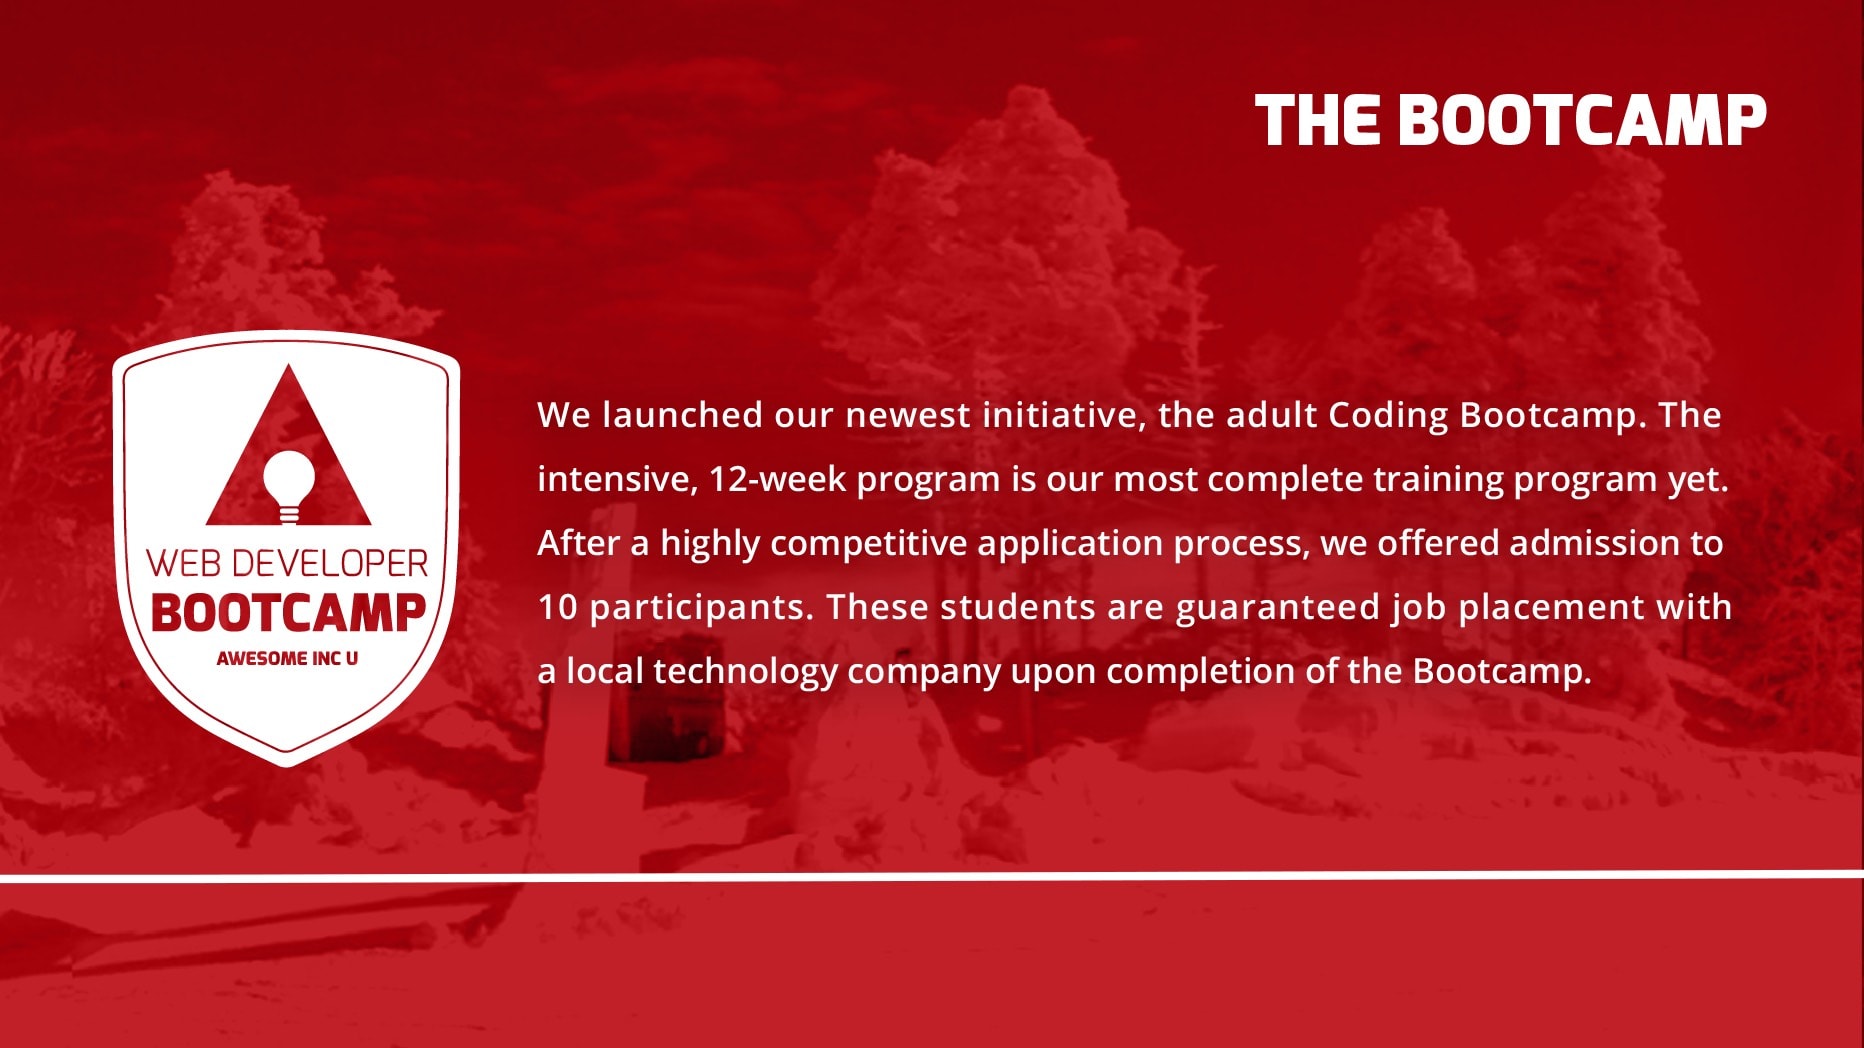 THE BOOTCAMP
WEB DEVELOPER
BOOTCAMP
AWESOME INC U
We launched our newest initiative, the adult Coding Bootcamp. The
intensive, 12-week program is our most complete training program yet.
After a highly competitive application process, we offered admission to
10 participants. These students are guaranteed job placement with
a local technology company upon completion of the Bootcamp.